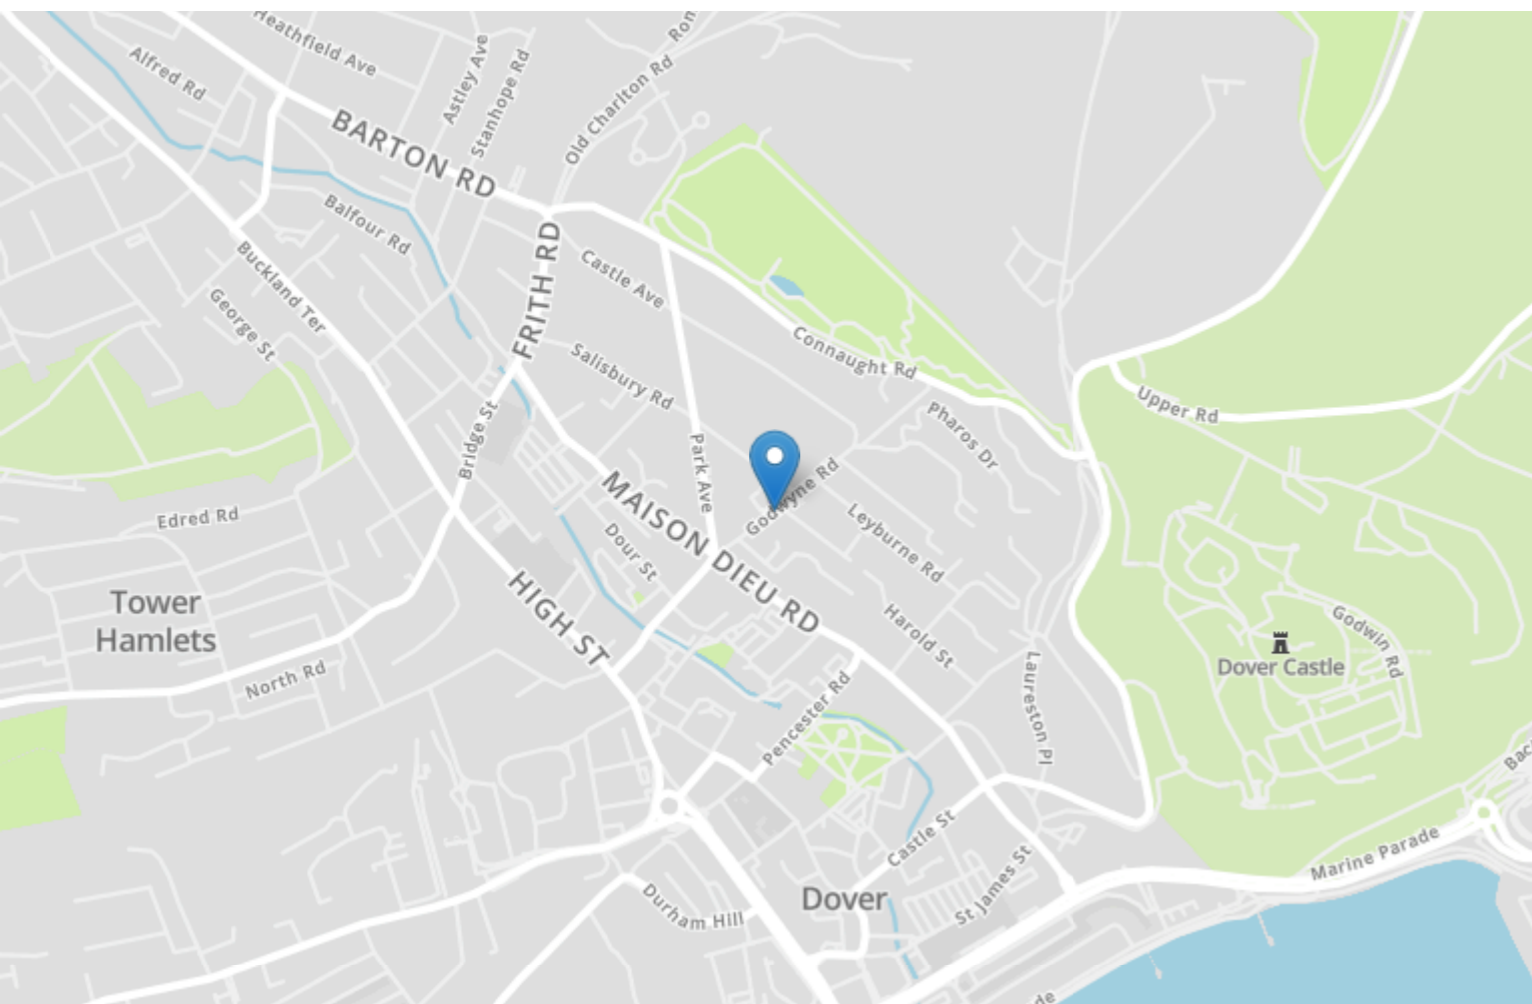 Heathfield Ave
Alfred Rd
Astley Ave
Stanhope Rd
Old Charlton Rd
Ron
BARTON RD
Balfour Rd
FRITH RD
Castle Ave
Buckland Ter
George St
Connaught Rd
Salisbury Rd
Upper Rd
Pharos Dr
Bridge St
Park Ave
Godwyne Rd
MAISON DIEU RD
Leyburne Rd
Edred Rd
Dour St
HIGH ST
Tower
Hamlets
Harold St
Godwin Rd
Dover Castle
North Rd
Laureston Pl
Pencester Rd
Castle St
Marine Parade
Bac
St James St
Durham Hill
Dover
de